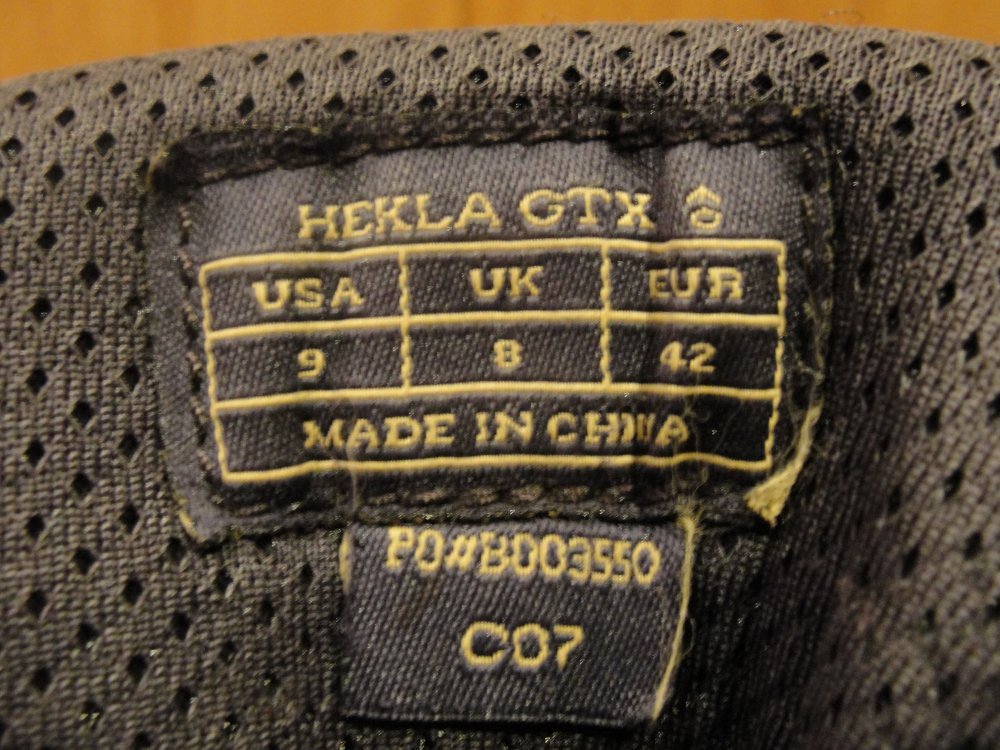 HEKLA GTX
USA UK EUR
9 8 42
MADE IN CHINA
PO#B003550
C07